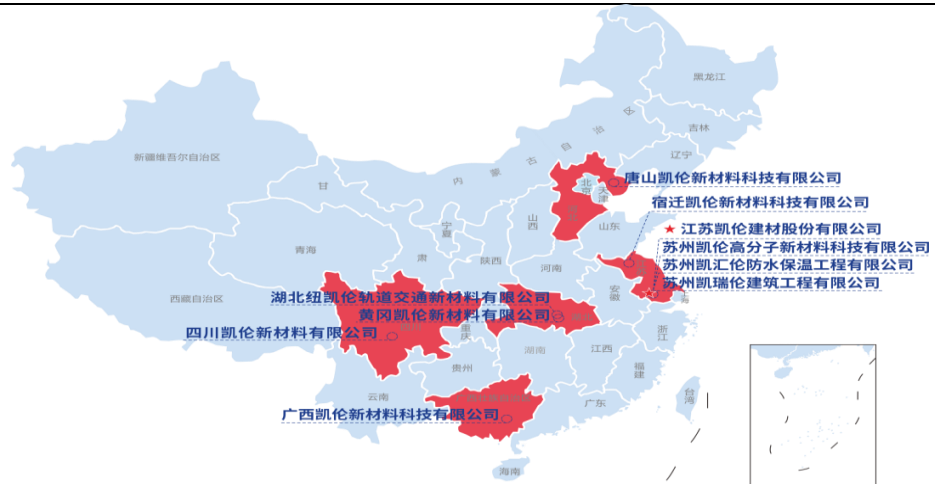 黑龙江
吉林
新疆维吾尔自治区
辽宁
内蒙古自治区
甘
北京
天津
唐山凯伦新材料科技有限公司
宿迁凯伦新材料科技有限公司
山西
宁夏
山东
★ 江苏凯伦建材股份有限公司
青海
苏州凯伦高分子新材料科技有限公司
肃
陕西
河南
苏州凯汇伦防水保温工程有限公司
苏州凯瑞伦建筑工程有限公司
安徽
海
西藏自治区
湖北纽凯伦轨道交通新材料有限公司
黄冈凯伦新材料有限公司
四川凯伦新材料有限公司
重庆
浙江
湖南
江西
贵州
福建
云南
台湾
广东
广西凯伦新材料科技有限公司
海南